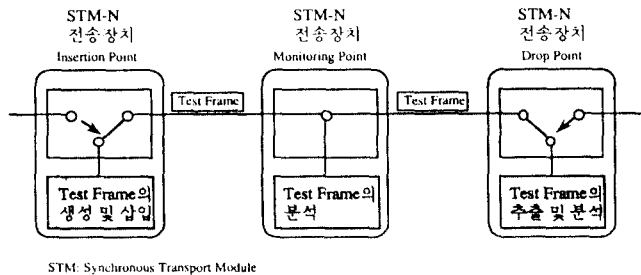 STM-N
전송장치
Insertion Point
STM-N
전송장치
Monitoring Point
STM-N
전송장치
Drop Point
Test Frame
Test Frame
Test Frame의
생성 및 삽입
Test Frame의
분석
Test Frame의
추출 및 분석
STM: Synchronous Transport Module